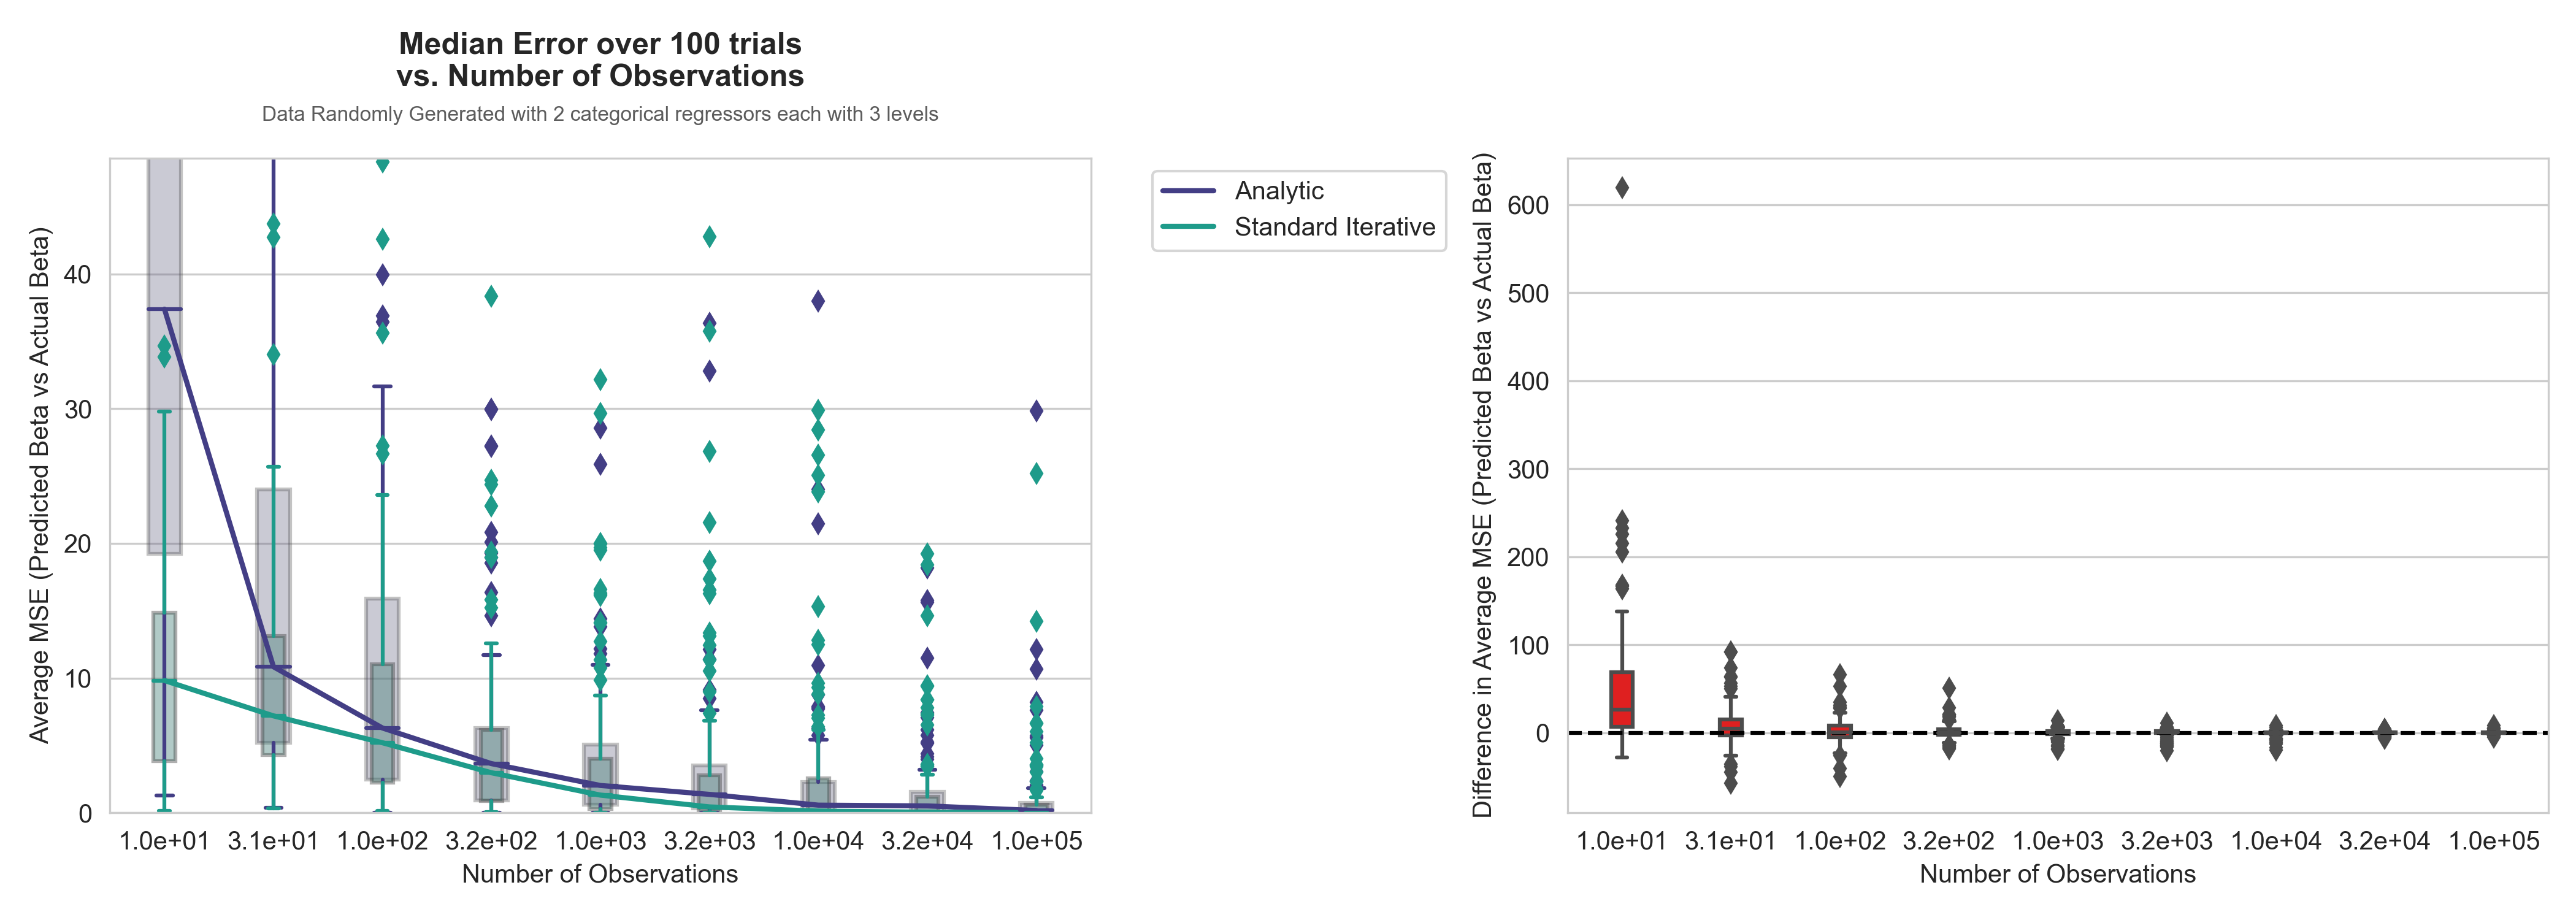 Median Error over 100 trials
vs. Number of Observations
Data Randomly Generated with 2 categorical regressors each with 3 levels
Average MSE (Predicted Beta vs Actual Beta)
40
30
20
10
0
1.0e+01 3.1e+01 1.0e+02 3.2e+02 1.0e+03 3.2e+03 1.0e+04 3.2e+04 1.0e+05
Number of Observations
Analytic
Standard Iterative
Difference in Average MSE (Predicted Beta vs Actual Beta)
600
500
400
300
200
100
0
1.0e+01 3.1e+01 1.0e+02 3.2e+02 1.0e+03 3.2e+03 1.0e+04 3.2e+04 1.0e+05
Number of Observations